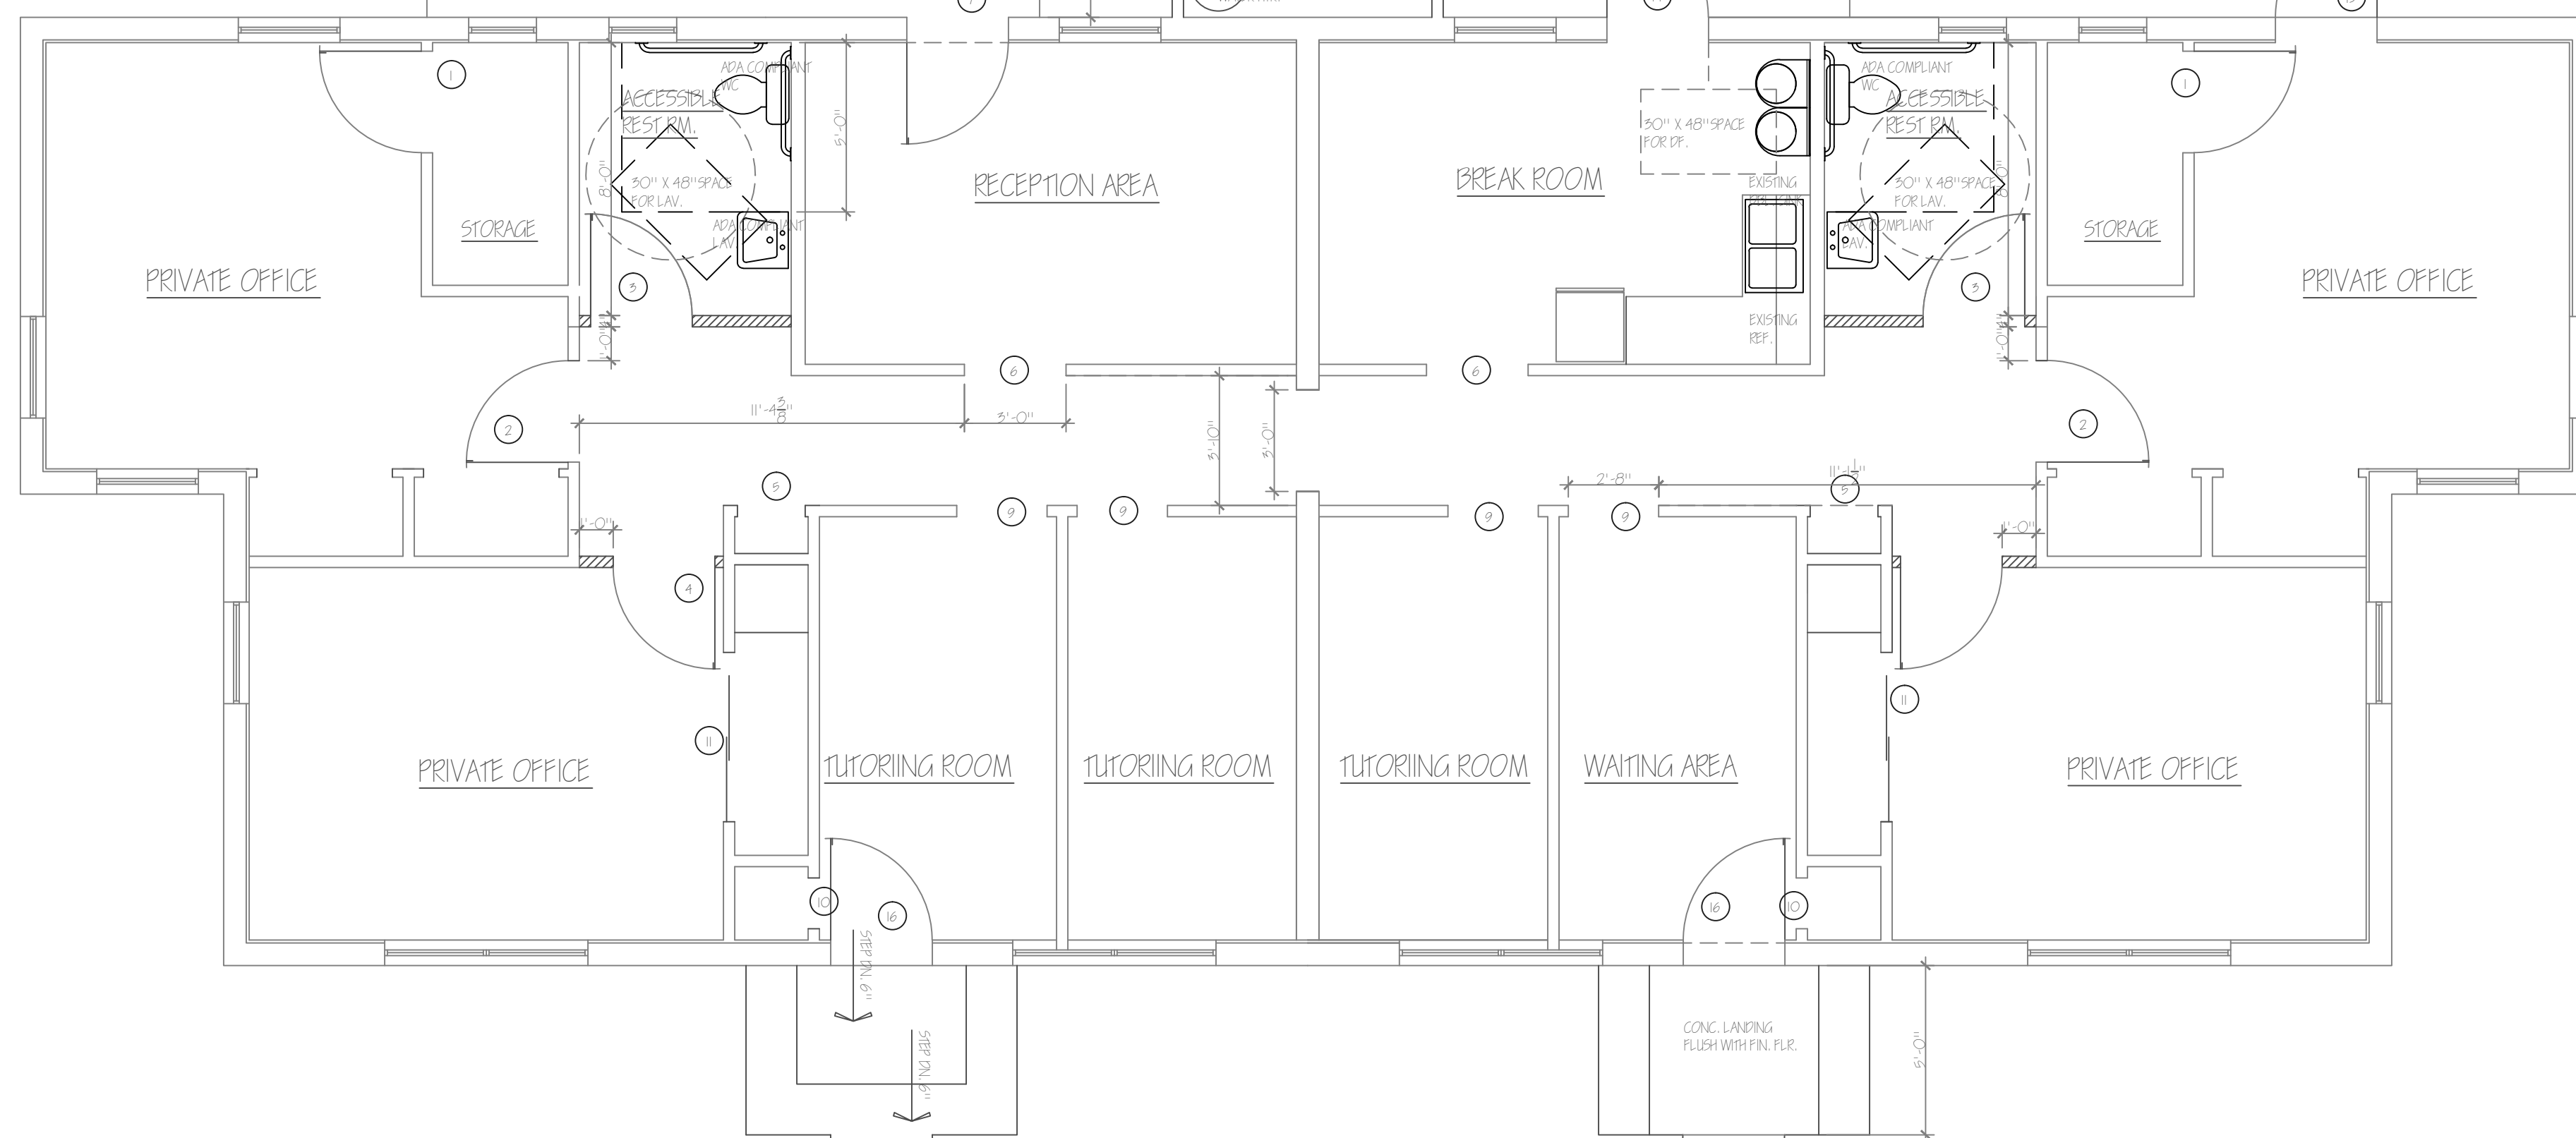 1
ADA COMPLIANT
WC
ACCESSIBLE
REST RM.
5'-0"
8'-0"
30" X 48" SPACE
FOR LAV.
ADA COMPLIANT
LAV.
STORAGE
PRIVATE OFFICE
3
RECEPTION AREA
BREAK ROOM
30" X 48" SPACE
FOR DF.
EXISTING
EXISTING
REF.
ADA COMPLIANT
WC
ACCESSIBLE
REST RM.
30" X 48" SPACE
FOR LAV.
ADA COMPLIANT
LAV.
3
1
STORAGE
PRIVATE OFFICE
1'-0"
1'-0"
6
6
2
2
11'-4 3/8"
3'-0"
3'-10"
3'-0"
2'-8"
5
5
9
9
9
9
1'-0"
1'-0"
4
11
11
PRIVATE OFFICE
TUTORIING ROOM
TUTORIING ROOM
TUTORIING ROOM
WAITING AREA
PRIVATE OFFICE
10
16
16
10
STEP DN. 6"
STEP DN. 6"
CONC. LANDING
FLUSH WITH FIN. FLR.
5'-0"